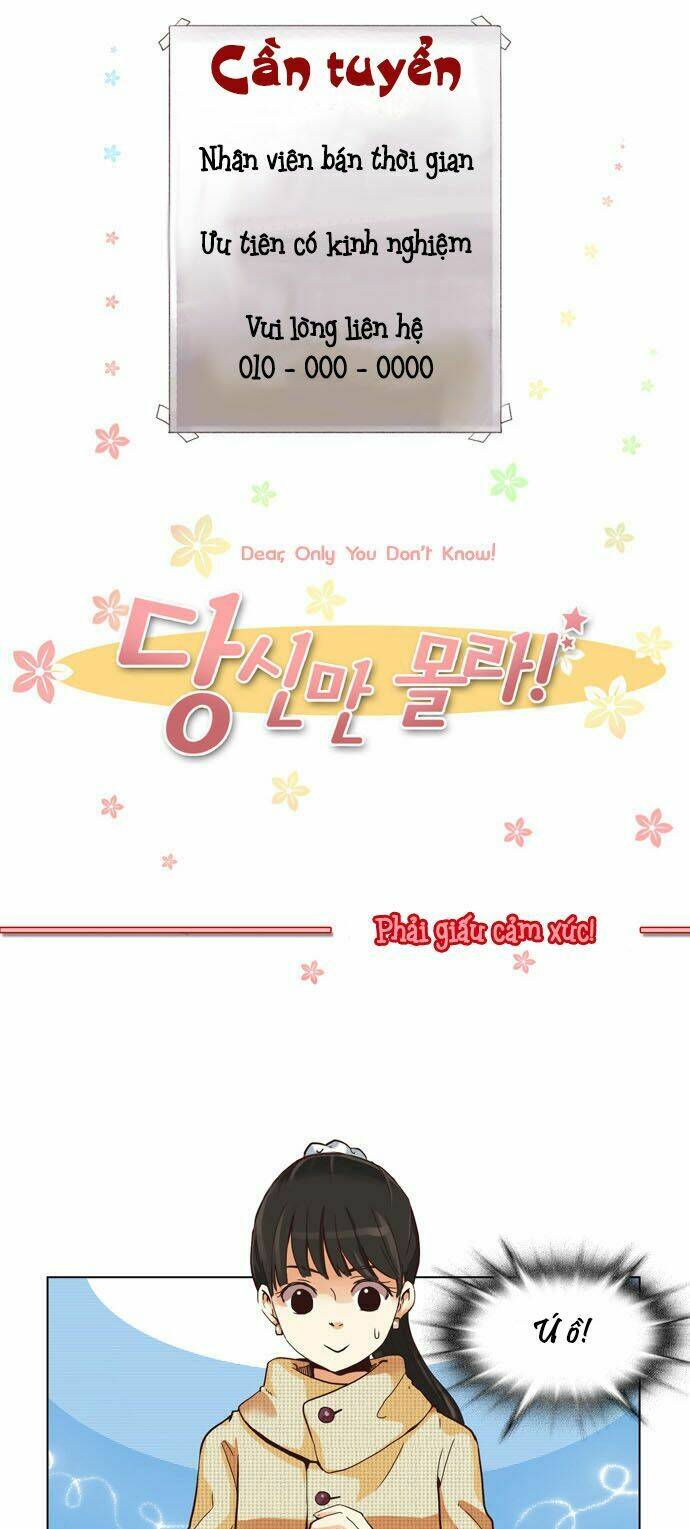 Cần tuyển
Nhân viên bán thời gian
Ưu tiên có kinh nghiệm
Vui lòng liên hệ
010 - 000 - 0000
Dear, Only You Don't Know!
당신만 몰라!
Phải giấu cảm xúc!
Ú ồ!